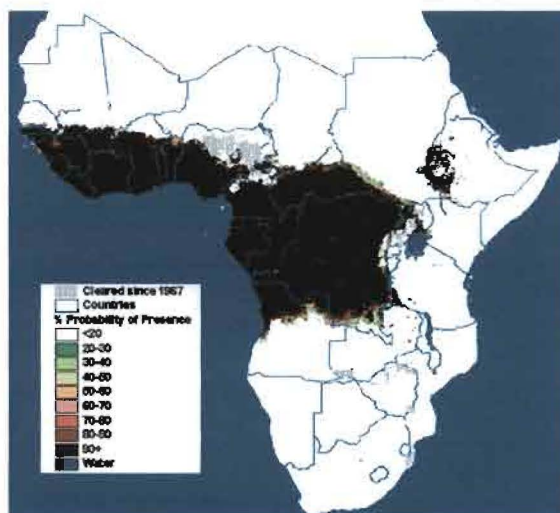 Cleared since 1967
Countries
% Probability of Presence
<20
20-30
30-40
40-50
50-60
60-70
70-80
80-90
90+
Water